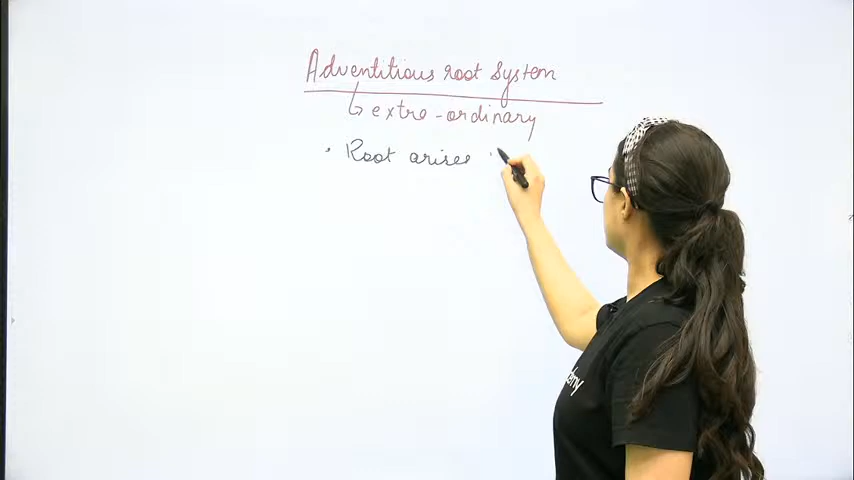 Adventitious root System
↳ extra-ordinary
• Root arises